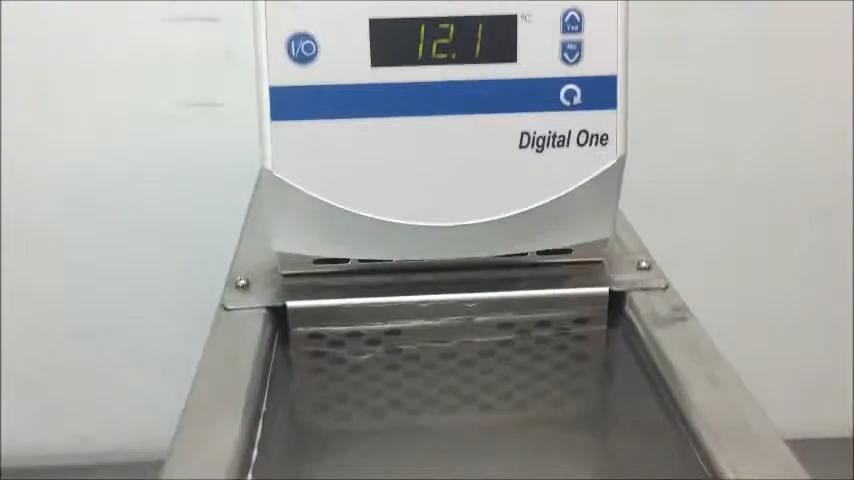 I/O
12.1 °C
Yes
No
Digital One